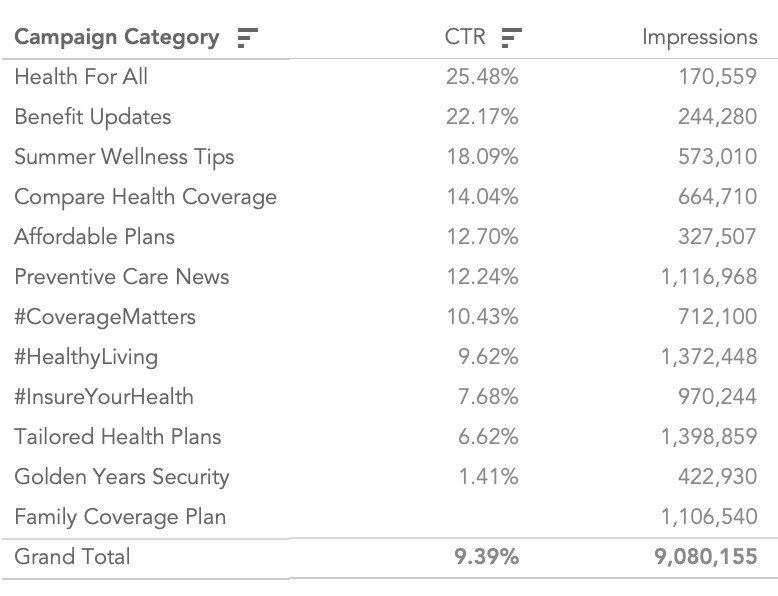 Campaign Category CTR Impressions
Health For All 25.48% 170,559
Benefit Updates 22.17% 244,280
Summer Wellness Tips 18.09% 573,010
Compare Health Coverage 14.04% 664,710
Affordable Plans 12.70% 327,507
Preventive Care News 12.24% 1,116,968
#CoverageMatters 10.43% 712,100
#HealthyLiving 9.62% 1,372,448
#InsureYourHealth 7.68% 970,244
Tailored Health Plans 6.62% 1,398,859
Golden Years Security 1.41% 422,930
Family Coverage Plan 1,106,540
Grand Total 9.39% 9,080,155